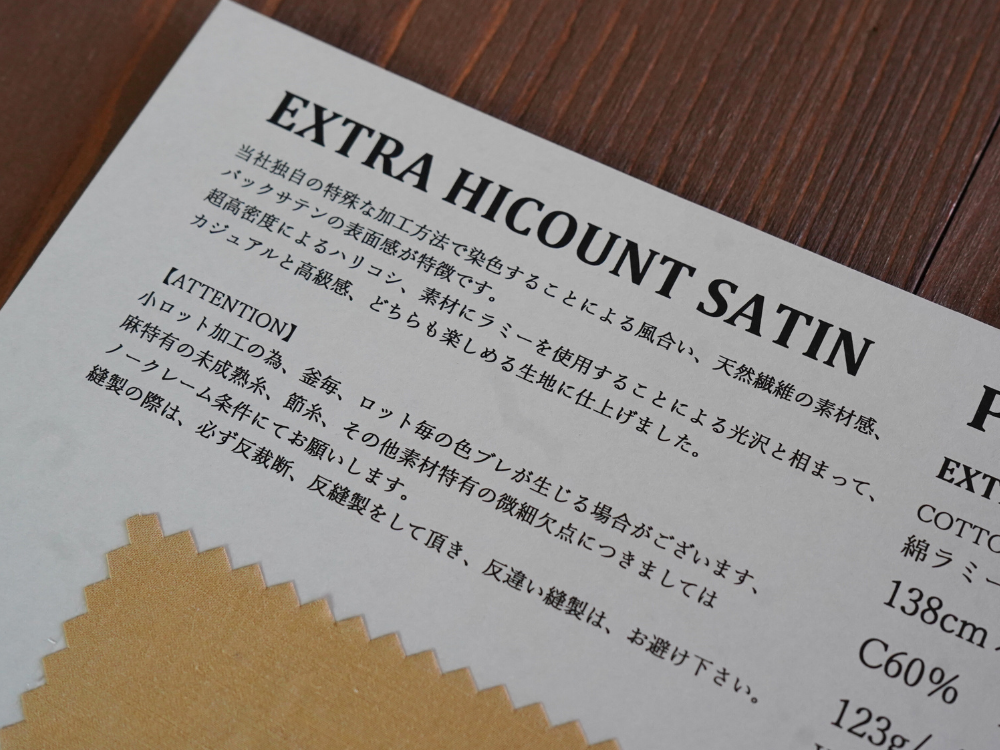 EXTRA HICOUNT SATIN
当社独自の特殊な加工方法で染色することによる風合い、天然繊維の素材感、
バックサテンの表面感が特徴です。
超高密度によるハリコシ、素材にラミーを使用することによる光沢と相まって、
カジュアルと高級感、どちらも楽しめる生地に仕上げました。
【ATTENTION】
小ロット加工の為、釜毎、ロット毎の色ブレが生じる場合がございます、
麻特有の未成熟糸、節糸、その他素材特有の微細欠点につきましては
ノークレーム条件にてお願いします。
縫製の際は、必ず反裁断、反縫製をして頂き、反違い縫製は、お避け下さい。
P
EXT
COTTO
綿ラミー
138cm
C60%
123g/